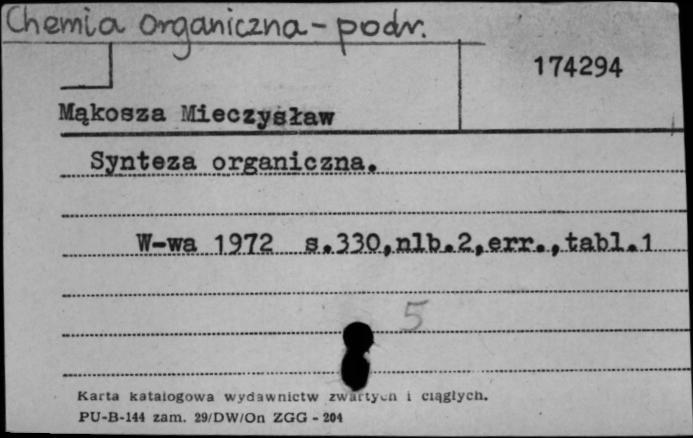 Chemia organiczna - podr.
174294
Mąkosza Mieczysław
Synteza organiczna.
W-wa 1972 s.330,nlb.2,err.,tabl.1
5
Karta katalogowa wydawnictw zwartych i ciągłych.
PU-B-144 zam. 29/DW/On ZGG - 204